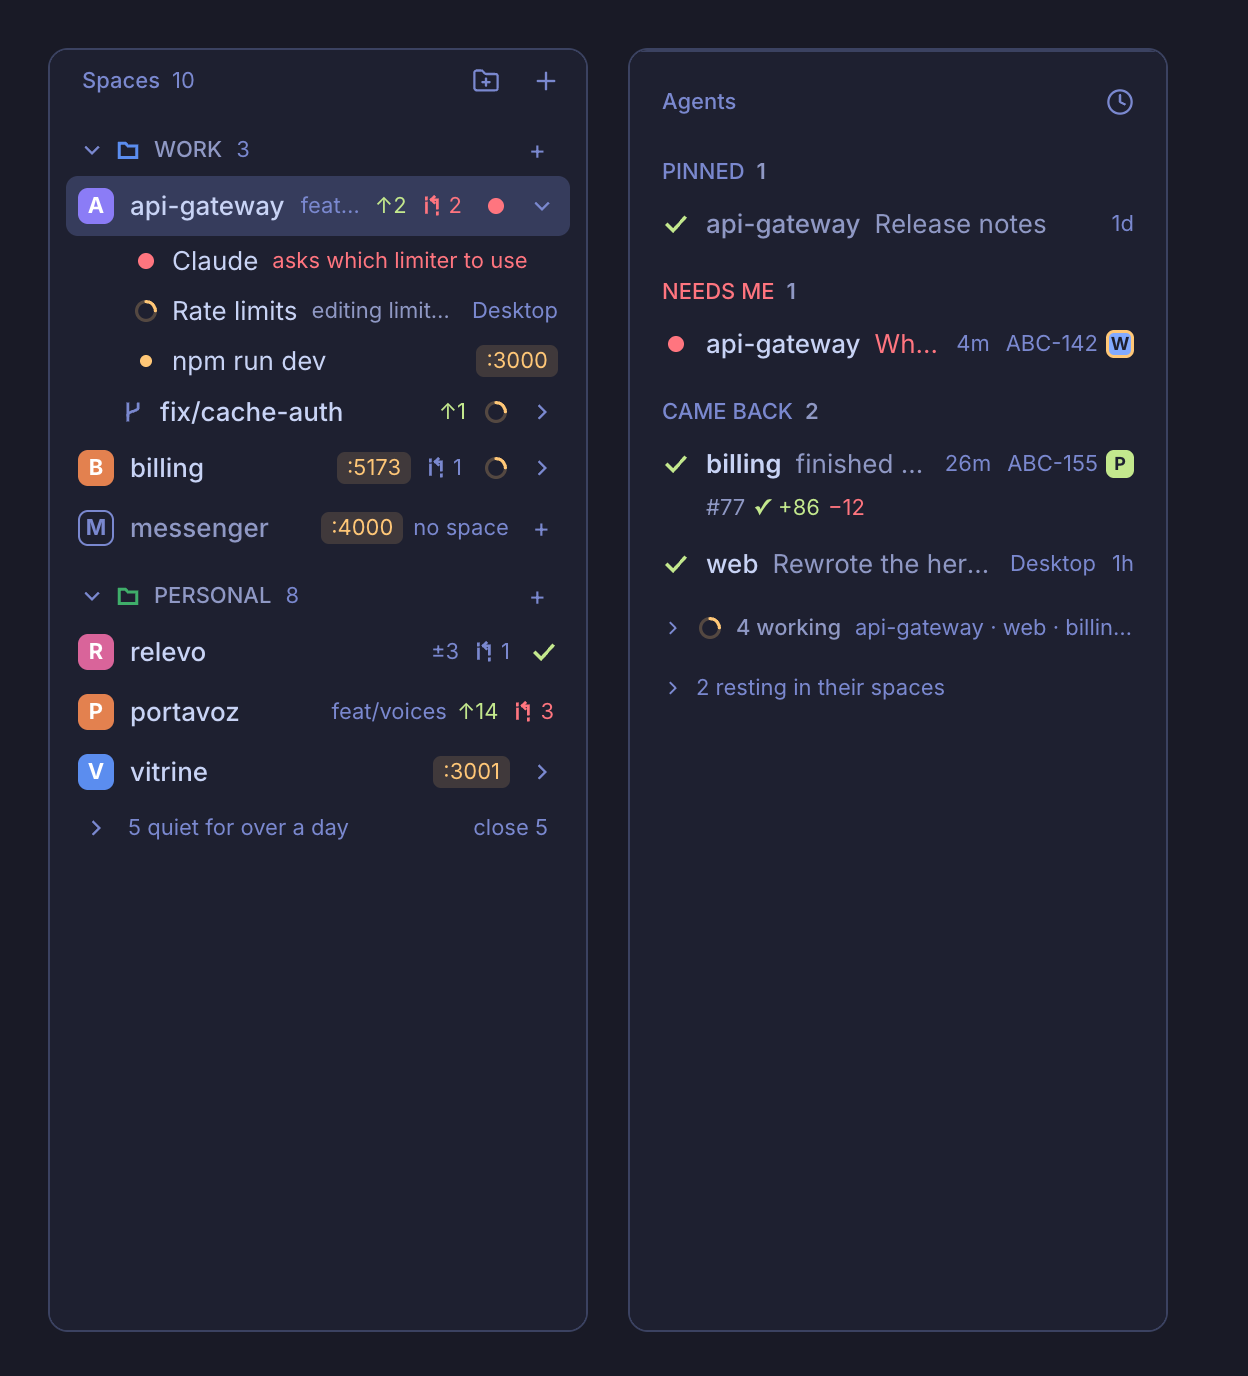 Spaces 10
WORK 3 +
A api-gateway feat... ↑2 2
Claude asks which limiter to use
Rate limits editing limit... Desktop
npm run dev :3000
fix/cache-auth ↑1
B billing :5173 1
M messenger :4000 no space +
PERSONAL 8 +
R relevo ±3 1
P portavoz feat/voices ↑14 3
V vitrine :3001
5 quiet for over a day close 5
Agents
PINNED 1
api-gateway Release notes 1d
NEEDS ME 1
api-gateway Wh... 4m ABC-142 W
CAME BACK 2
billing finished ... 26m ABC-155 P
#77 ✓ +86 −12
web Rewrote the her... Desktop 1h
4 working api-gateway · web · billin...
2 resting in their spaces